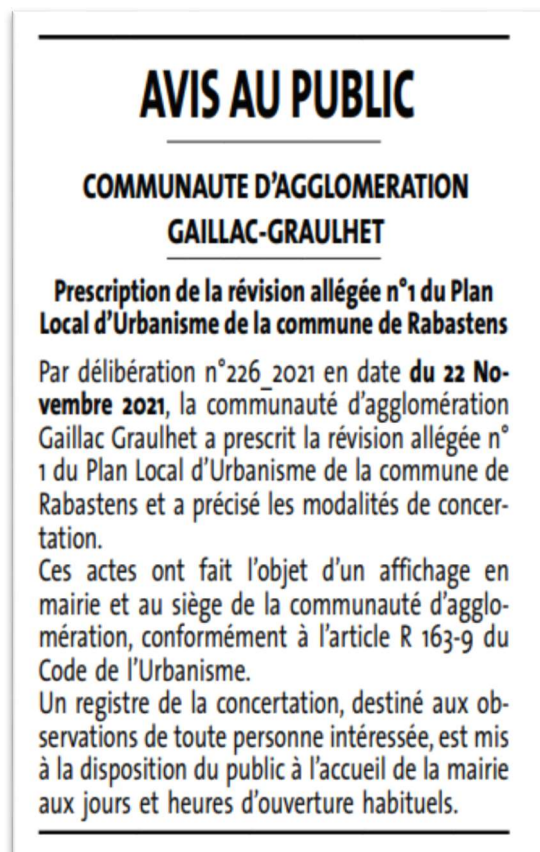 AVIS AU PUBLIC
COMMUNAUTE D'AGGLOMERATION
GAILLAC-GRAULHET
Prescription de la révision allégée n°1 du Plan
Local d'Urbanisme de la commune de Rabastens
Par délibération n°226_2021 en date du 22 No-
vembre 2021, la communauté d'agglomération
Gaillac Graulhet a prescrit la révision allégée n°
1 du Plan Local d'Urbanisme de la commune de
Rabastens et a précisé les modalités de concer-
tation.
Ces actes ont fait l'objet d'un affichage en
mairie et au siège de la communauté d'agglo-
mération, conformément à l'article R 163-9 du
Code de l'Urbanisme.
Un registre de la concertation, destiné aux ob-
servations de toute personne intéressée, est mis
à la disposition du public à l'accueil de la mairie
aux jours et heures d'ouverture habituels.